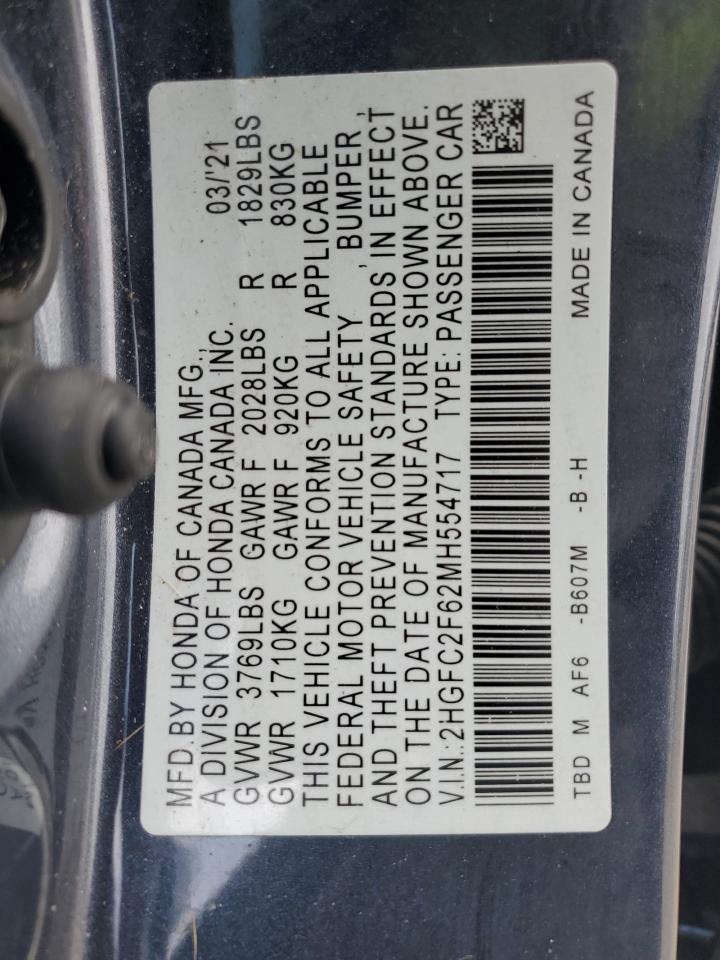 MFD. BY HONDA OF CANADA MFG., 03/'21
A DIVISION OF HONDA CANADA INC.
GVWR 3769LBS GAWR F 2028LBS R 1829LBS
GVWR 1710KG GAWR F 920KG R 830KG
THIS VEHICLE CONFORMS TO ALL APPLICABLE
FEDERAL MOTOR VEHICLE SAFETY , BUMPER ,
AND THEFT PREVENTION STANDARDS IN EFFECT
ON THE DATE OF MANUFACTURE SHOWN ABOVE.
V.I.N.: 2HGFC2F62MH554717 TYPE: PASSENGER CAR
TBD M AF6 -B607M -B -H MADE IN CANADA